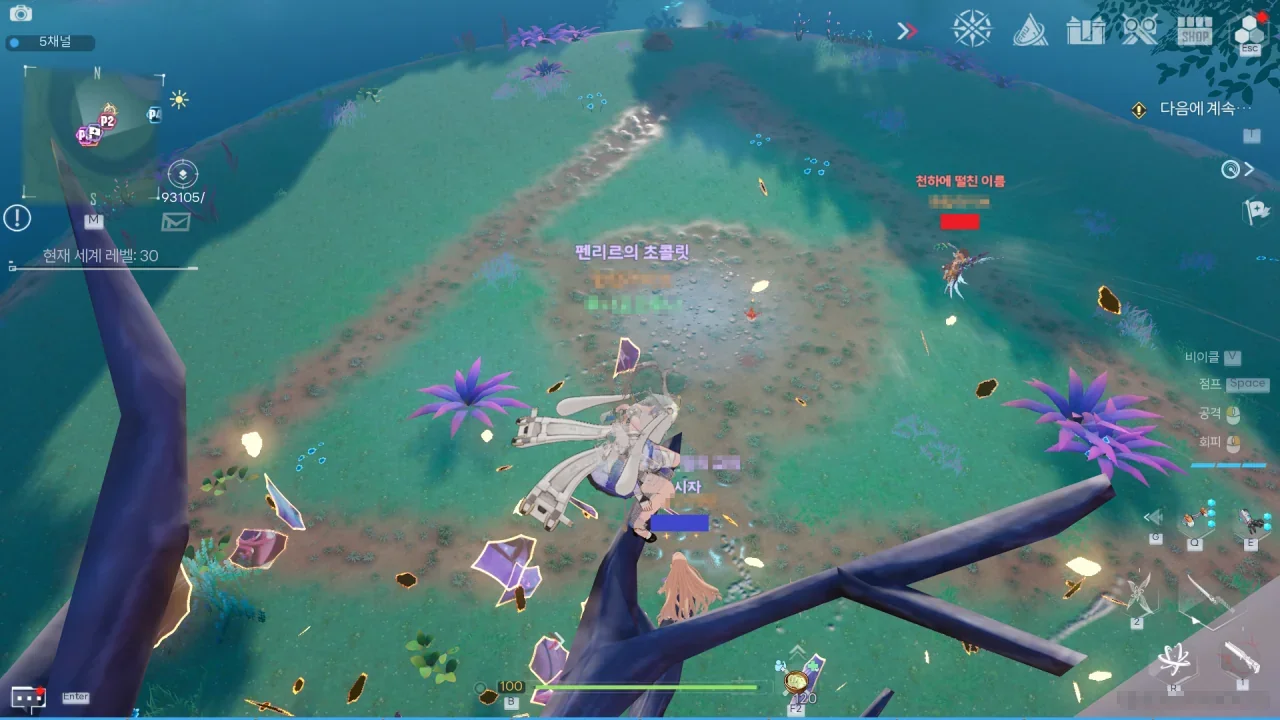 5채널
N
P2
P4
S
M
93105/
현재 세계 레벨: 30
SHOP
ESC
다음에 계속…
T
천하에 떨친 이름
펜리르의 초콜릿
시자
비이클 V
점프 Space
공격
회피
G
Q
E
2
R
T
100
B
120
F2
Enter